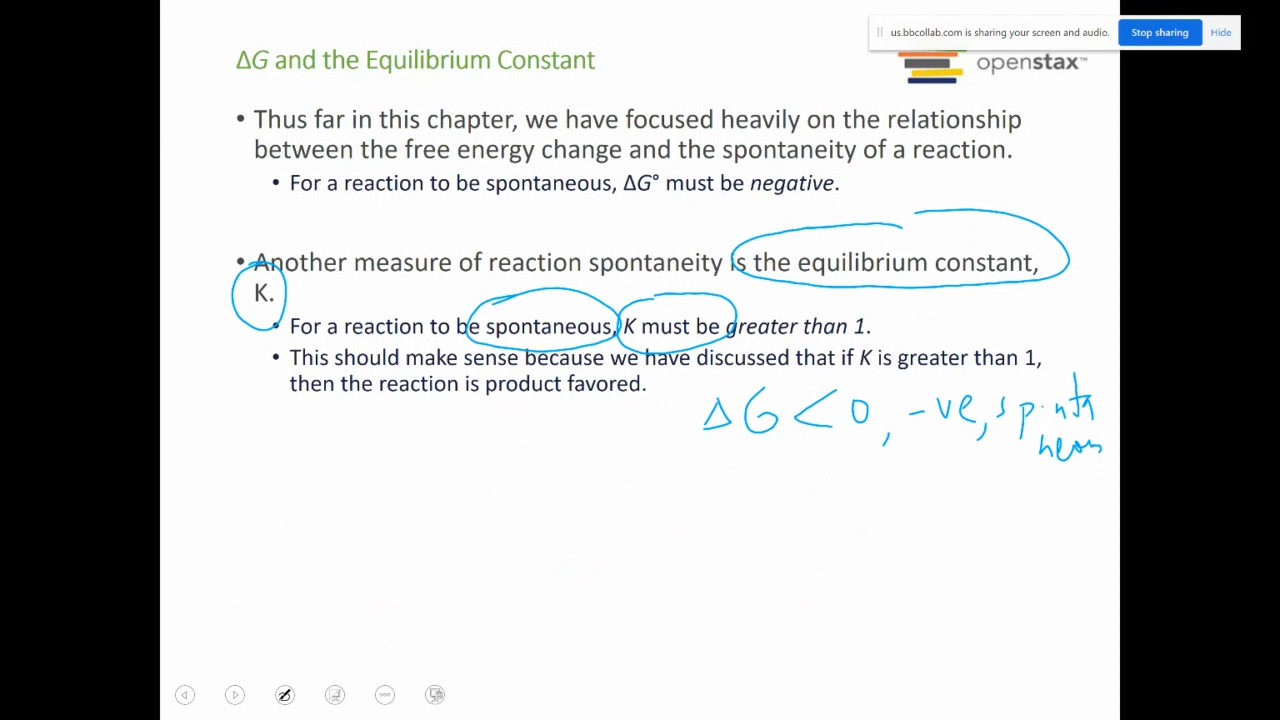 us.bbcollab.com is sharing your screen and audio. Stop sharing Hide
ΔG and the Equilibrium Constant
openstax™
• Thus far in this chapter, we have focused heavily on the relationship
between the free energy change and the spontaneity of a reaction.
• For a reaction to be spontaneous, ΔG° must be negative.
• Another measure of reaction spontaneity is the equilibrium constant,
K.
• For a reaction to be spontaneous, K must be greater than 1.
• This should make sense because we have discussed that if K is greater than 1,
then the reaction is product favored.
ΔG < 0, -ve,